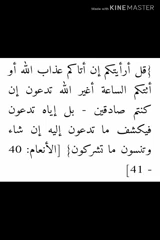 MADE WITH KINEMASTER
}قل أرأيتكم إن أتاكم عذاب الله أو
أتتكم الساعة أغير الله تدعون إن
كنتم صادقين - بل إياه تدعون
فيكشف ما تدعون إليه إن شاء
وتنسون ما تشركون{ [الأنعام: 40
- 41]